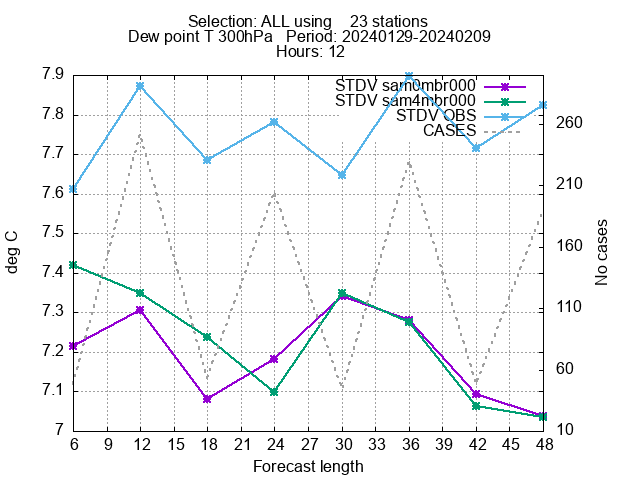 Selection: ALL using 23 stations
Dew point T 300hPa Period: 20240129-20240209
Hours: 12
STDV sam0mbr000
STDV sam4mbr000
STDV OBS
CASES
7.9
7.8
7.7
7.6
7.5
7.4
7.3
7.2
7.1
7
260
210
160
110
60
10
deg C
No cases
6 9 12 15 18 21 24 27 30 33 36 39 42 45 48
Forecast length